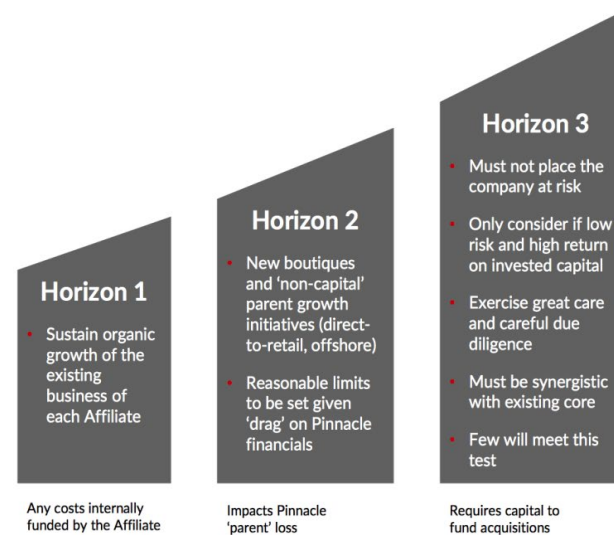 Horizon 1
• Sustain organic
growth of the
existing
business of
each Affiliate
Any costs internally
funded by the Affiliate
Horizon 2
• New boutiques
and ‘non-capital’
parent growth
initiatives (direct-
to-retail, offshore)
• Reasonable limits
to be set given
‘drag’ on Pinnacle
financials
Impacts Pinnacle
‘parent’ loss
Horizon 3
• Must not place the
company at risk
• Only consider if low
risk and high return
on invested capital
• Exercise great care
and careful due
diligence
• Must be synergistic
with existing core
• Few will meet this
test
Requires capital to
fund acquisitions